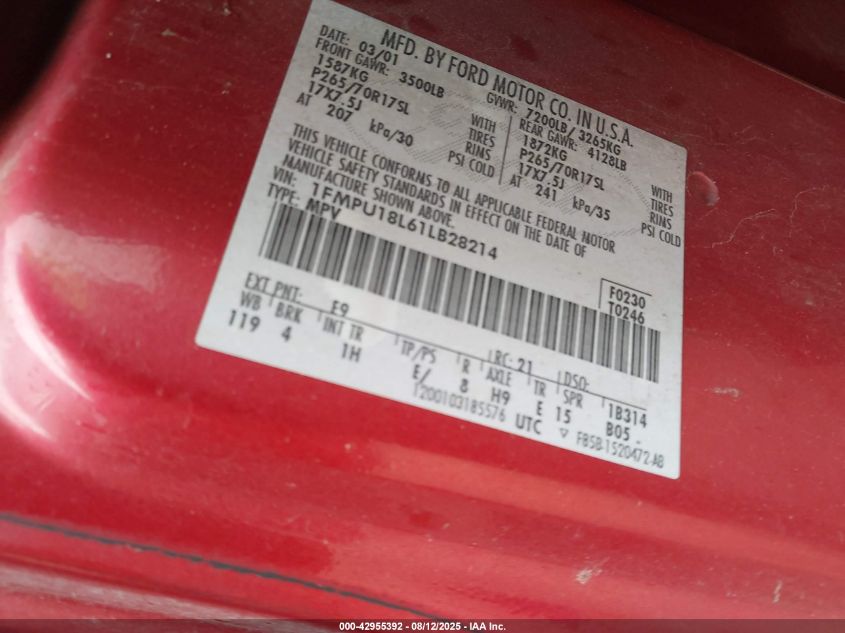 MFD. BY FORD MOTOR CO. IN U.S.A.
DATE: 03/01 GVWR: 7200LB/ 3265KG
FRONT GAWR: 3500LB REAR GAWR: 4128LB
1587KG WITH 1872KG WITH
P265/70R17SL TIRES P265/70R17SL TIRES
17X7.5J RIMS 17X7.5J RIMS
AT 207 kPa/30 PSI COLD AT 241 kPa/35 PSI COLD
THIS VEHICLE CONFORMS TO ALL APPLICABLE FEDERAL MOTOR
VEHICLE SAFETY STANDARDS IN EFFECT ON THE DATE OF
MANUFACTURE SHOWN ABOVE.
VIN: 1FMPU18L61LB28214
TYPE: MPV
F0230
T0246
EXT PNT: E9 RC: 21 DSO:
WB BRK INT TR TP/PS R AXLE TR SPR 1B314
119 4 1H E/ 8 H9 E 15 B05
1200103185576 UTC ▽ F85B-1520472-AB
000-42955392 - 08/12/2025 - IAA Inc.